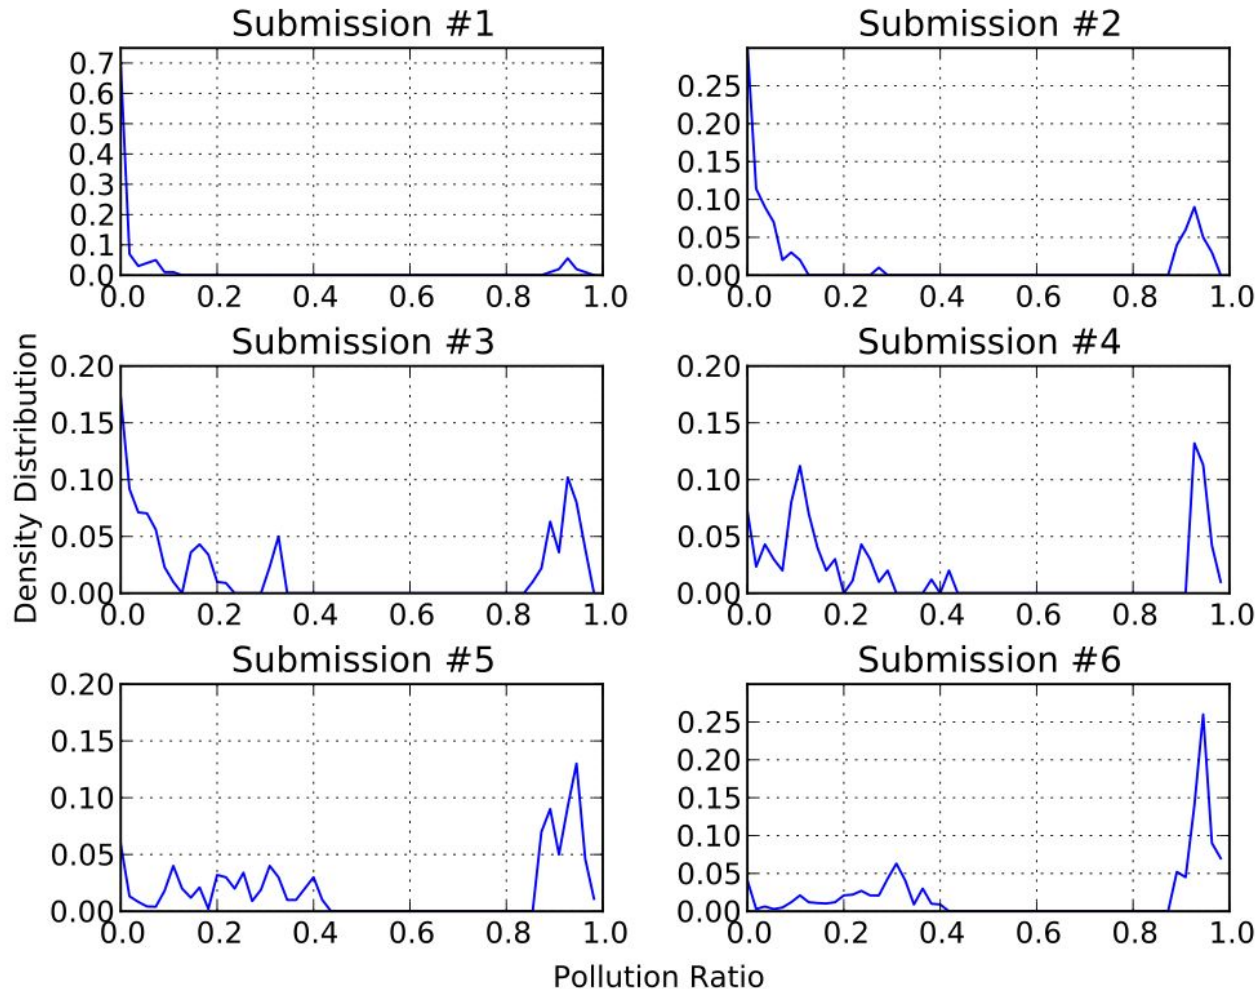 Submission #1
0.7
0.6
0.5
0.4
0.3
0.2
0.1
0.0
0.0 0.2 0.4 0.6 0.8 1.0
Submission #2
0.25
0.20
0.15
0.10
0.05
0.00
0.0 0.2 0.4 0.6 0.8 1.0
Density Distribution
Submission #3
0.20
0.15
0.10
0.05
0.00
0.0 0.2 0.4 0.6 0.8 1.0
Submission #4
0.20
0.15
0.10
0.05
0.00
0.0 0.2 0.4 0.6 0.8 1.0
Submission #5
0.20
0.15
0.10
0.05
0.00
0.0 0.2 0.4 0.6 0.8 1.0
Submission #6
0.25
0.20
0.15
0.10
0.05
0.00
0.0 0.2 0.4 0.6 0.8 1.0
Pollution Ratio